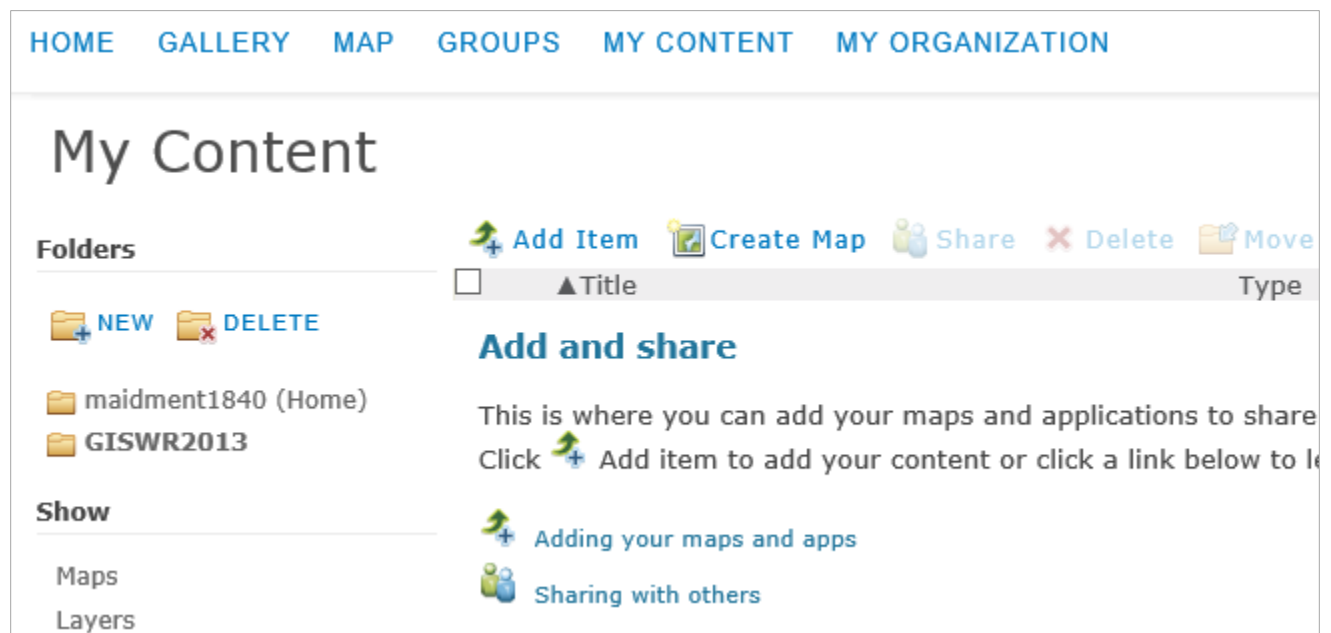 HOME GALLERY MAP GROUPS MY CONTENT MY ORGANIZATION
My Content
Folders
NEW DELETE
maidment1840 (Home)
GISWR2013
Show
Maps
Layers
Add Item Create Map Share Delete Move
▲Title Type
Add and share
This is where you can add your maps and applications to share
Click Add item to add your content or click a link below to
Adding your maps and apps
Sharing with others